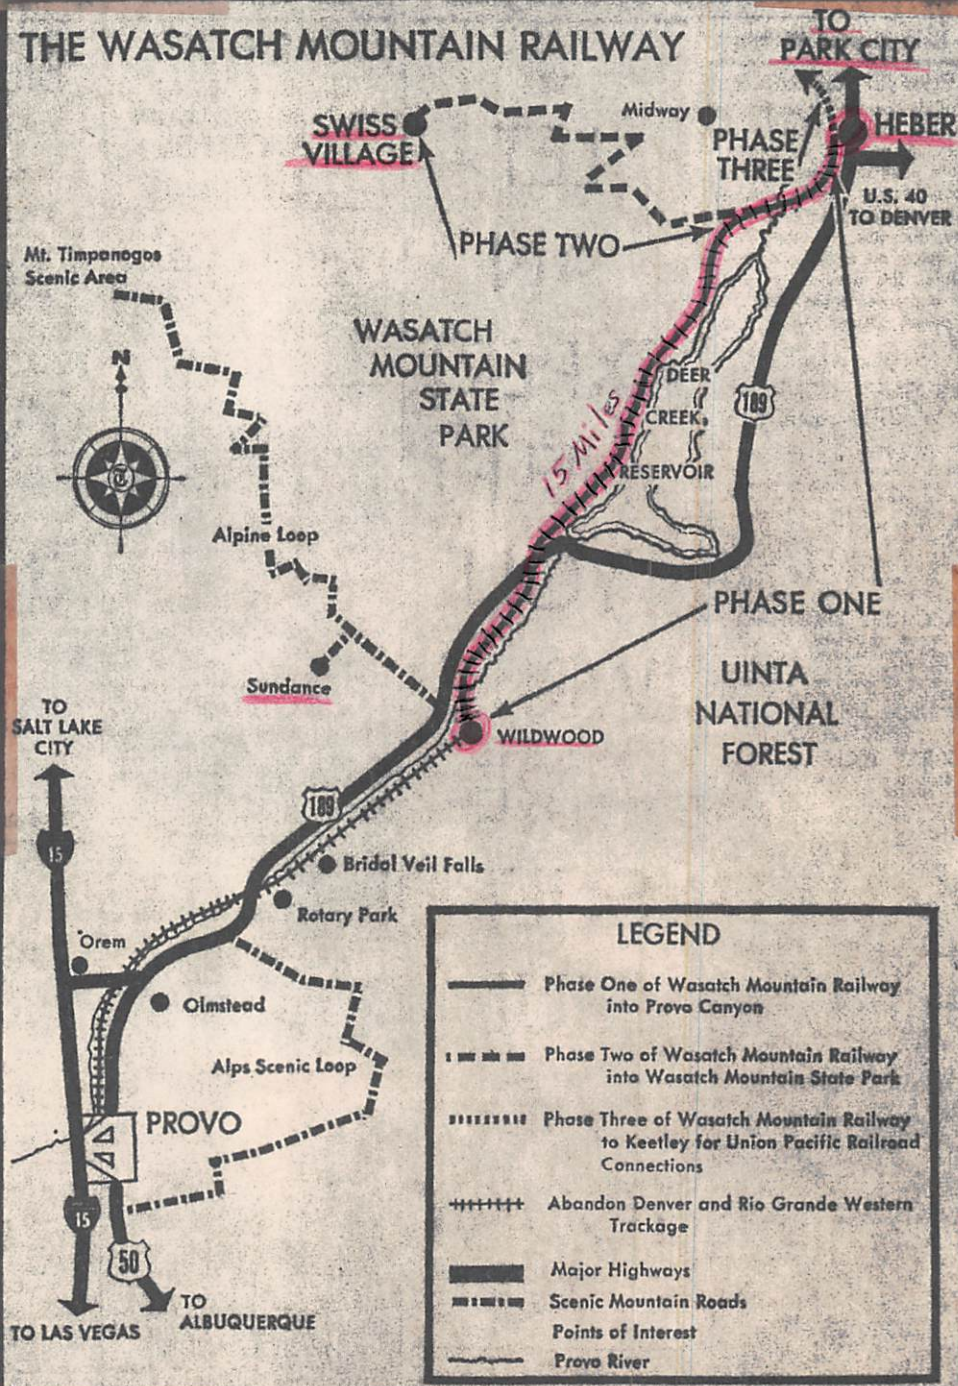 THE WASATCH MOUNTAIN RAILWAY
TO
PARK CITY
SWISS
VILLAGE
Midway
HEBER
PHASE
THREE
U.S. 40
TO DENVER
PHASE TWO
Mt. Timpanogos
Scenic Area
N
WASATCH
MOUNTAIN
STATE
PARK
DEER
CREEK
RESERVOIR
189
15 Miles
Alpine Loop
PHASE ONE
Sundance
UINTA
NATIONAL
FOREST
WILDWOOD
TO
SALT LAKE
CITY
189
15
Bridal Veil Falls
Rotary Park
Orem
Olmstead
Alps Scenic Loop
PROVO
15
50
TO LAS VEGAS
TO
ALBUQUERQUE
LEGEND
Phase One of Wasatch Mountain Railway
into Provo Canyon
Phase Two of Wasatch Mountain Railway
into Wasatch Mountain State Park
Phase Three of Wasatch Mountain Railway
to Keetley for Union Pacific Railroad
Connections
Abandon Denver and Rio Grande Western
Trackage
Major Highways
Scenic Mountain Roads
Points of Interest
Provo River